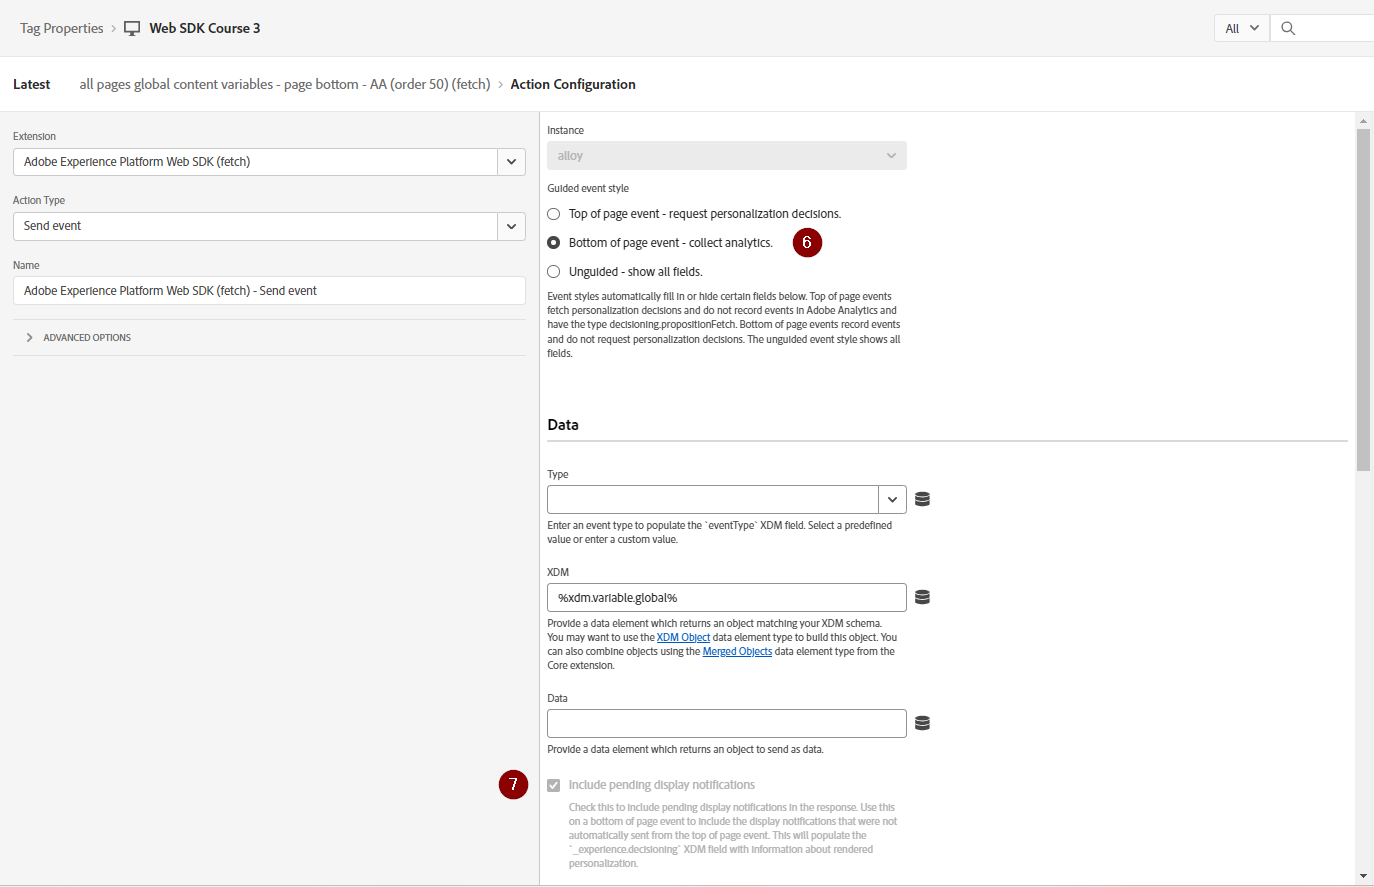 Tag Properties > Web SDK Course 3
All
Latest all pages global content variables - page bottom - AA (order 50) (fetch) > Action Configuration
Extension
Adobe Experience Platform Web SDK (fetch)
Action Type
Send event
Name
Adobe Experience Platform Web SDK (fetch) - Send event
ADVANCED OPTIONS
Instance
alloy
Guided event style
Top of page event - request personalization decisions.
Bottom of page event - collect analytics. 6
Unguided - show all fields.
Event styles automatically fill in or hide certain fields below. Top of page events
fetch personalization decisions and do not record events in Adobe Analytics and
have the type decisioning.propositionFetch. Bottom of page events record events
and do not request personalization decisions. The unguided event style shows all
fields.
Data
Type
Enter an event type to populate the `eventType` XDM field. Select a predefined
value or enter a custom value.
XDM
%xdm.variable.global%
Provide a data element which returns an object matching your XDM schema.
You may want to use the XDM Object data element type to build this object. You
can also combine objects using the Merged Objects data element type from the
Core extension.
Data
Provide a data element which returns an object to send as data.
7 Include pending display notifications
Check this to include pending display notifications in the response. Use this
on a bottom of page event to include the display notifications that were not
automatically sent from the top of page event. This will populate the
`_experience.decisioning` XDM field with information about rendered
personalization.